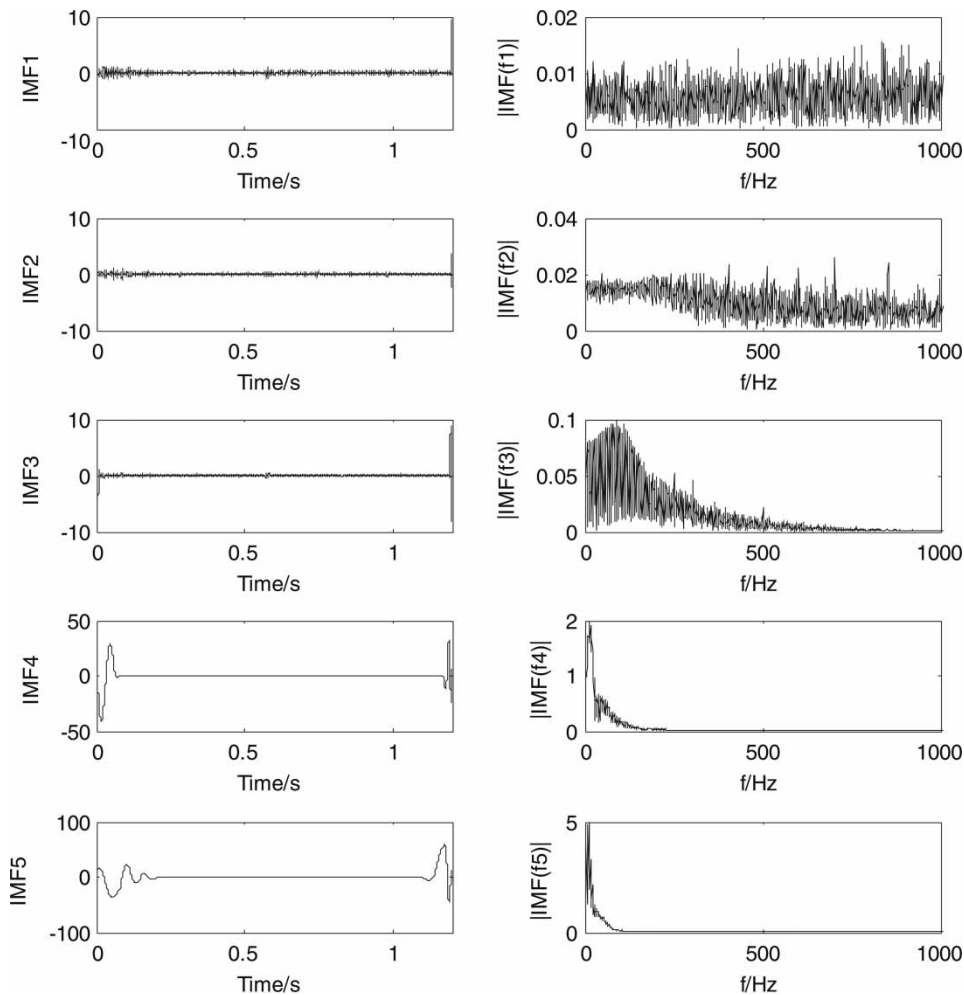 10
0
-10
IMF1
0 0.5 1
Time/s
0.02
0.01
0
|IMF(f1)|
0 500 1000
f/Hz
10
0
-10
IMF2
0 0.5 1
Time/s
0.04
0.02
0
|IMF(f2)|
0 500 1000
f/Hz
10
0
-10
IMF3
0 0.5 1
Time/s
0.1
0.05
0
|IMF(f3)|
0 500 1000
f/Hz
50
0
-50
IMF4
0 0.5 1
Time/s
2
1
0
|IMF(f4)|
0 500 1000
f/Hz
100
0
-100
IMF5
0 0.5 1
Time/s
5
0
|IMF(f5)|
0 500 1000
f/Hz